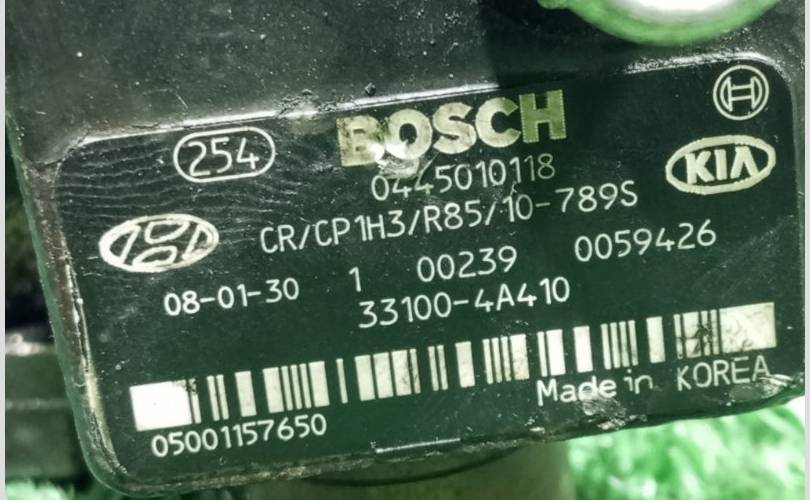 254 BOSCH
0445010118 KIA
CR/CP1H3/R85/10-789S
08-01-30 1 00239 0059426
33100-4A410
Made in KOREA
05001157650